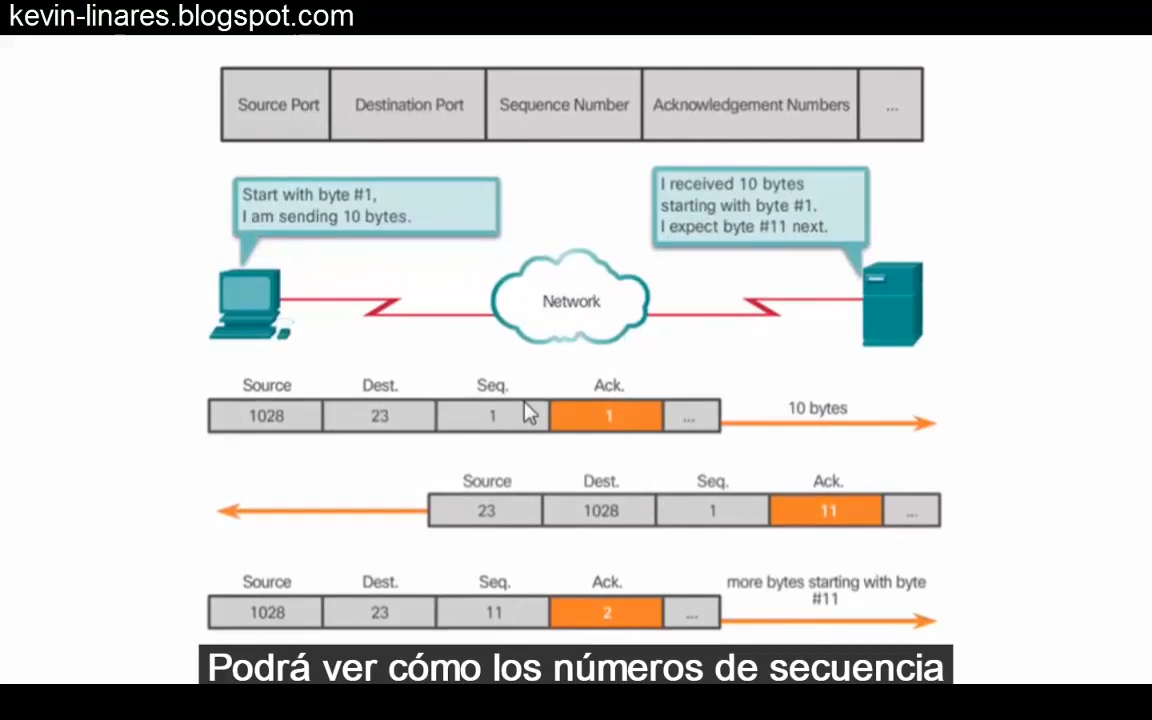 kevin-linares.blogspot.com
Source Port Destination Port Sequence Number Acknowledgement Numbers ...
Start with byte #1,
I am sending 10 bytes.
I received 10 bytes
starting with byte #1.
I expect byte #11 next.
Network
Source Dest. Seq. Ack.
1028 23 1 1 ...
10 bytes
Source Dest. Seq. Ack.
23 1028 1 11 ...
Source Dest. Seq. Ack.
1028 23 11 2 ...
more bytes starting with byte
#11
Podrá ver cómo los números de secuencia